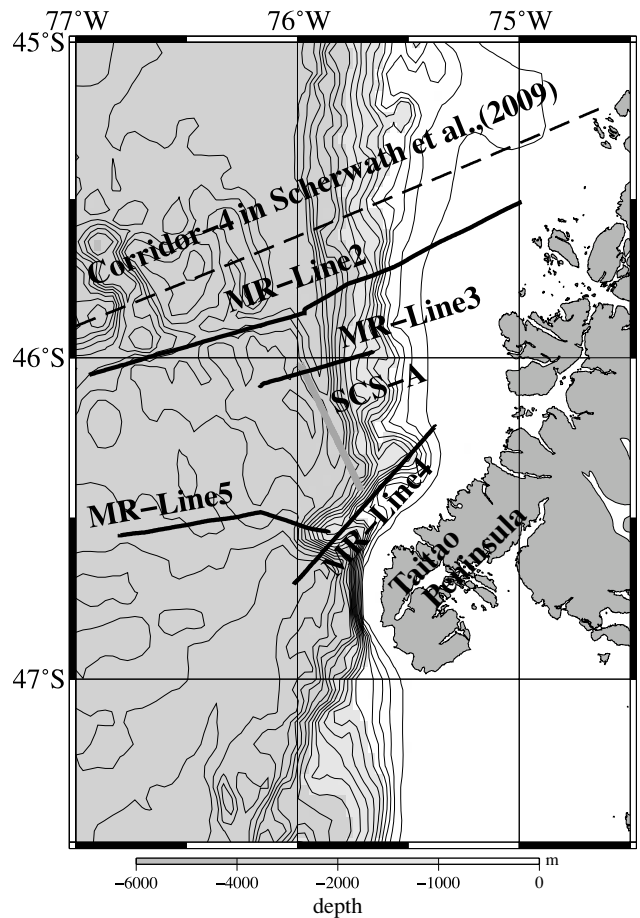 77°W 76°W 75°W
45°S
Corridor−4 in Scherwath et al.,(2009)
MR−Line2
MR−Line3
46°S
SCS−A
MR−Line4
MR−Line5
Taitao
Peninsula
47°S
m
−6000 −4000 −2000 −1000 0
depth